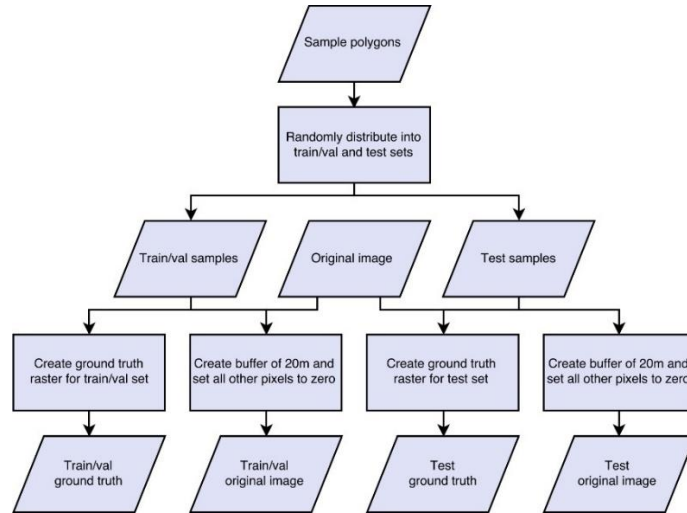 Sample polygons
Randomly distribute into
train/val and test sets
Train/val samples
Original image
Test samples
Create ground truth
raster for train/val set
Create buffer of 20m and
set all other pixels to zero
Create ground truth
raster for test set
Create buffer of 20m and
set all other pixels to zero
Train/val
ground truth
Train/val
original image
Test
ground truth
Test
original image